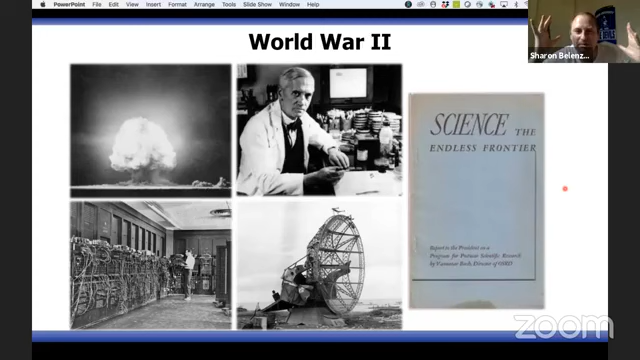 PowerPoint File Edit View Insert Format Arrange Tools Slide Show Window Help
Sharon Belenz...
World War II
SCIENCE THE
ENDLESS FRONTIER
Report to the President on a
Program for Postwar Scientific Research
by Vannevar Bush, Director of OSRD
zoom